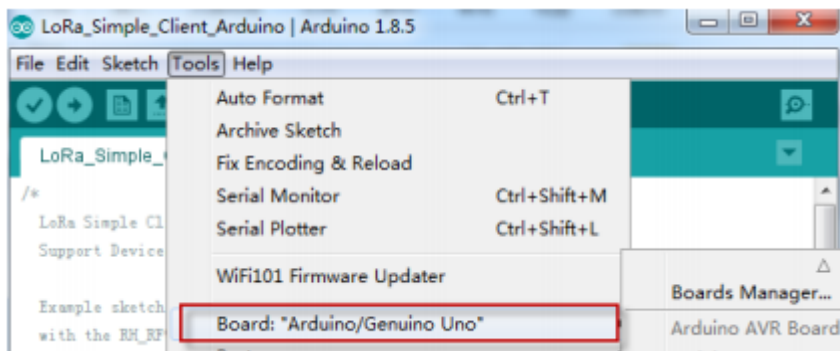 LoRa_Simple_Client_Arduino | Arduino 1.8.5
File Edit Sketch Tools Help
Auto Format Ctrl+T
Archive Sketch
LoRa_Simple_
Fix Encoding & Reload
/*
Serial Monitor Ctrl+Shift+M
LoRa Simple Cl
Serial Plotter Ctrl+Shift+L
Support Device
WiFi101 Firmware Updater
Boards Manager...
Example sketch
Board: "Arduino/Genuino Uno"
Arduino AVR Board
with the RH_RF